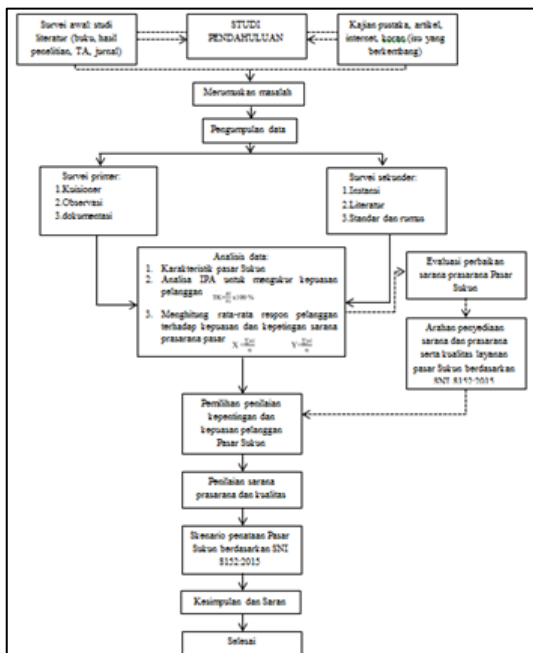 Survei awal: studi
literatur (buku, hasil
penelitian, TA, jurnal)
STUDI
PENDAHULUAN
Kajian pustaka, artikel,
internet, koran (isu yang
berkembang)
Merumuskan masalah
Pengumpulan data
Survei primer:
1.Kuisioner
2.Observasi
3.dokumentasi
Survei sekunder:
1.Instansi
2.Literatur
3.Standar dan rumus
Analisis data:
1. Karakteristik pasar Sukun
2. Analisa IPA untuk mengukur kepuasan
pelanggan
x100 %
3. Menghitung rata-rata respon pelanggan
terhadap kepuasan dan kepetingan sarana
prasarana pasar
Evaluasi perbaikan
sarana prasarana Pasar
Sukun
Arahan penyediaan
sarana dan prasarana
serta kualitas layanan
pasar Sukun berdasarkan
SNI 8152:2015
Pemilihan penilaian
kepentingan dan
kepuasan pelanggan
Pasar Sukun
Penilaian sarana
prasarana dan kualitas
Skenario penataan Pasar
Sukun berdasarkan SNI
8152:2015
Kesimpulan dan Saran
Selesai